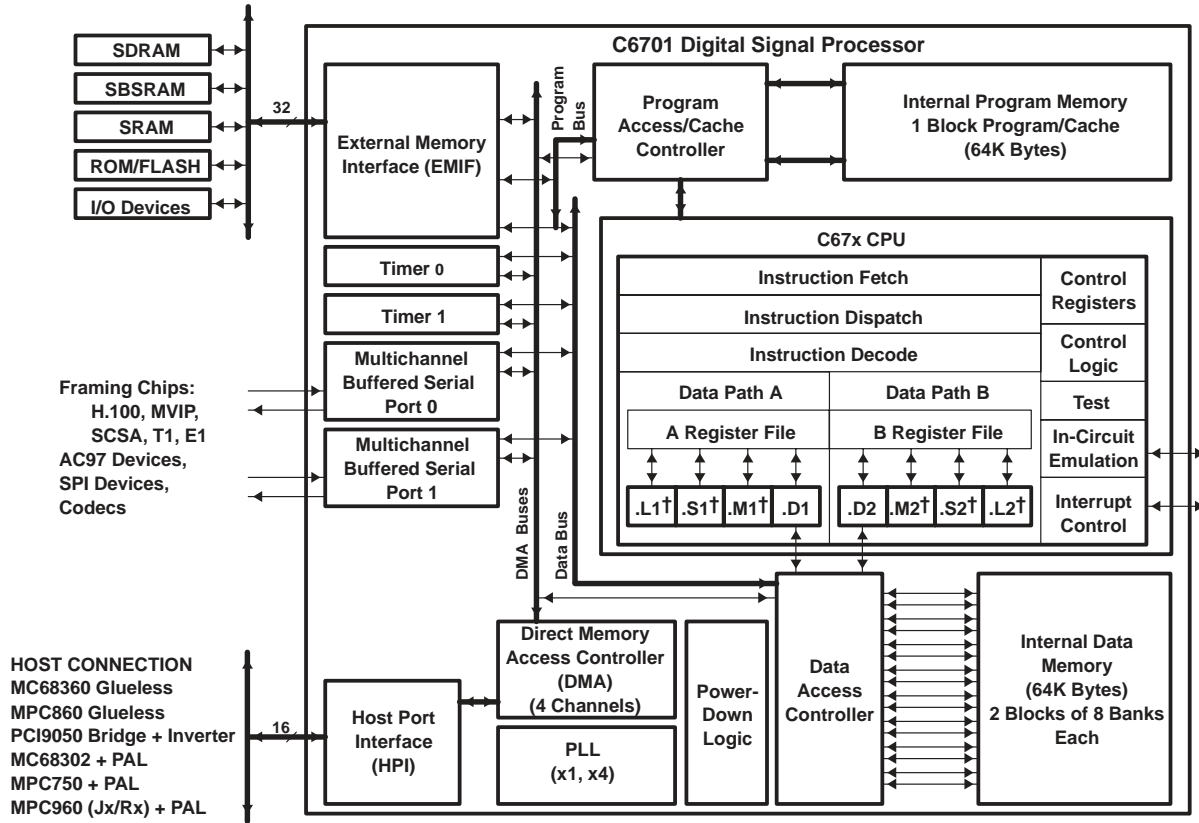 C6701 Digital Signal Processor
SDRAM
SBSRAM
SRAM
ROM/FLASH
I/O Devices
32
External Memory
Interface (EMIF)
Timer 0
Timer 1
Multichannel
Buffered Serial
Port 0
Multichannel
Buffered Serial
Port 1
Framing Chips:
H.100, MVIP,
SCSA, T1, E1
AC97 Devices,
SPI Devices,
Codecs
Program
Bus
Program
Access/Cache
Controller
Internal Program Memory
1 Block Program/Cache
(64K Bytes)
C67x CPU
Instruction Fetch
Instruction Dispatch
Instruction Decode
Data Path A
Data Path B
A Register File
B Register File
.L1†
.S1†
.M1†
.D1
.D2
.M2†
.S2†
.L2†
Control
Registers
Control
Logic
Test
In-Circuit
Emulation
Interrupt
Control
DMA Buses
Data Bus
HOST CONNECTION
MC68360 Glueless
MPC860 Glueless
PCI9050 Bridge + Inverter
MC68302 + PAL
MPC750 + PAL
MPC960 (Jx/Rx) + PAL
16
Host Port
Interface
(HPI)
Direct Memory
Access Controller
(DMA)
(4 Channels)
PLL
(x1, x4)
Power-
Down
Logic
Data
Access
Controller
Internal Data
Memory
(64K Bytes)
2 Blocks of 8 Banks
Each